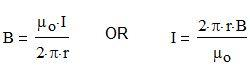 B = μo·I / 2·π·r OR I = 2·π·r·B / μo